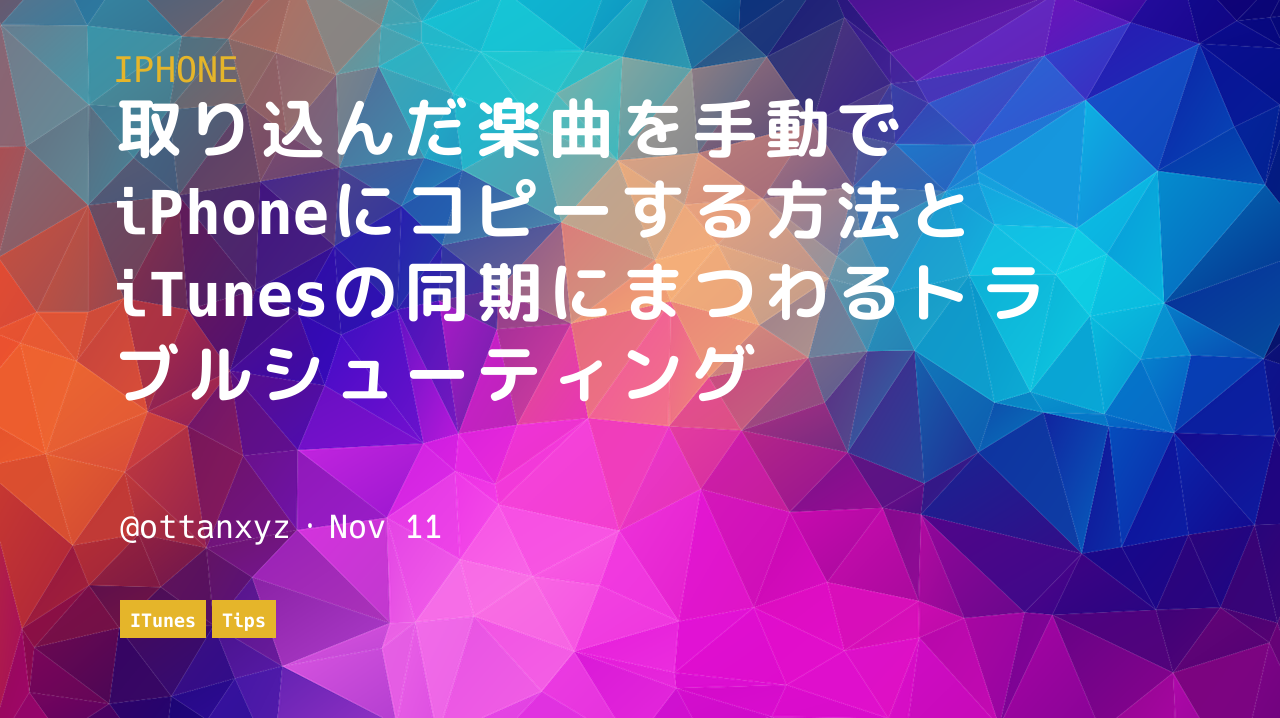 IPHONE
取り込んだ楽曲を手動で
iPhoneにコピーする方法と
iTunesの同期にまつわるトラ
ブルシューティング
@ottanxyz · Nov 11
ITunes Tips